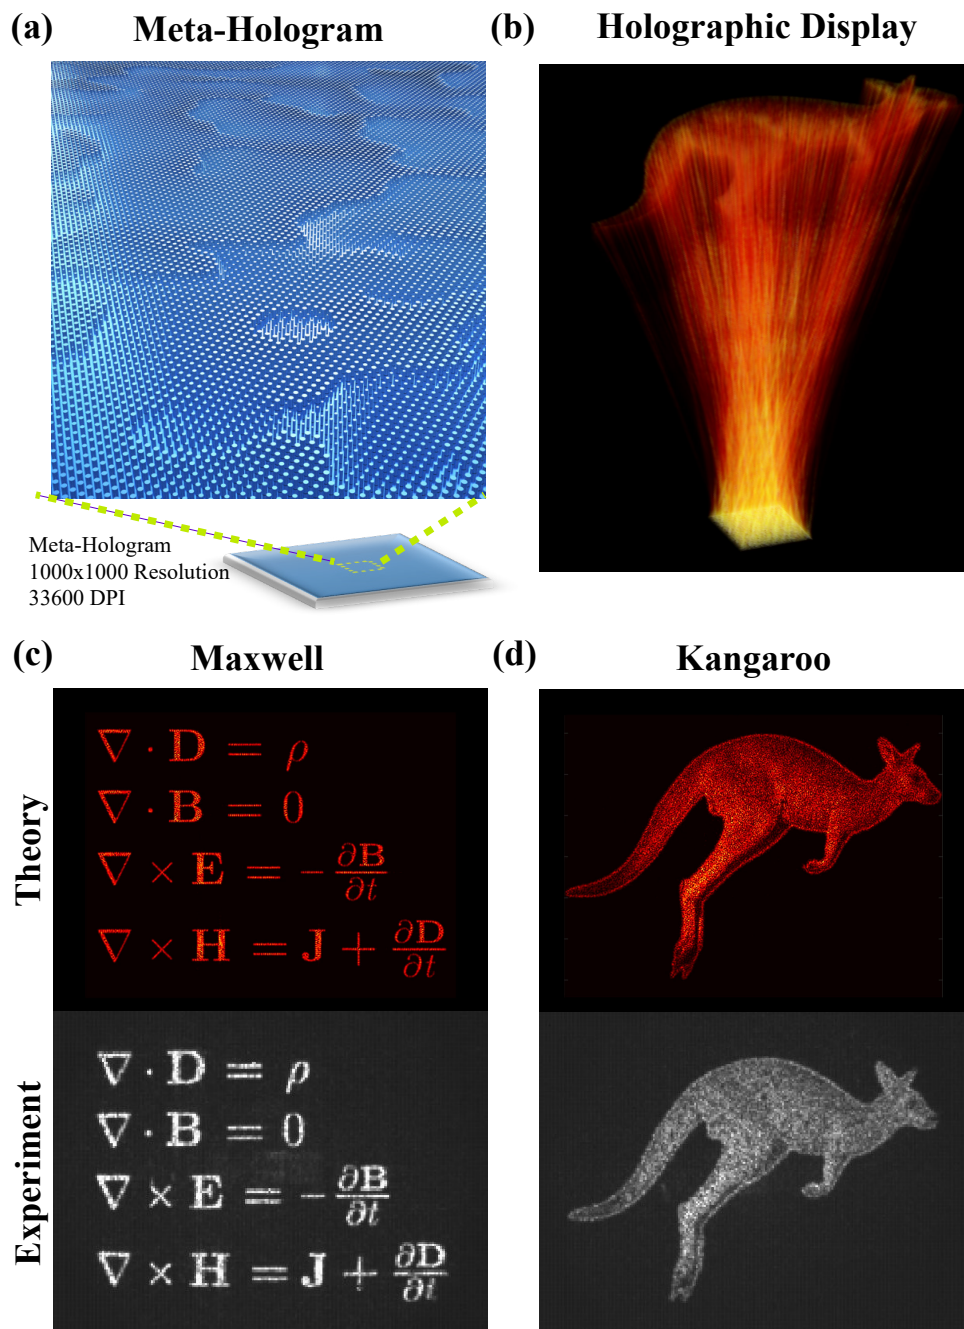 (a) Meta-Hologram
(b) Holographic Display
Meta-Hologram
1000x1000 Resolution
33600 DPI
(c) Maxwell
(d) Kangaroo
Theory
∇ · D = ρ
∇ · B = 0
∇ × E = −∂B/∂t
∇ × H = J + ∂D/∂t
Experiment
∇ · D = ρ
∇ · B = 0
∇ × E = −∂B/∂t
∇ × H = J + ∂D/∂t